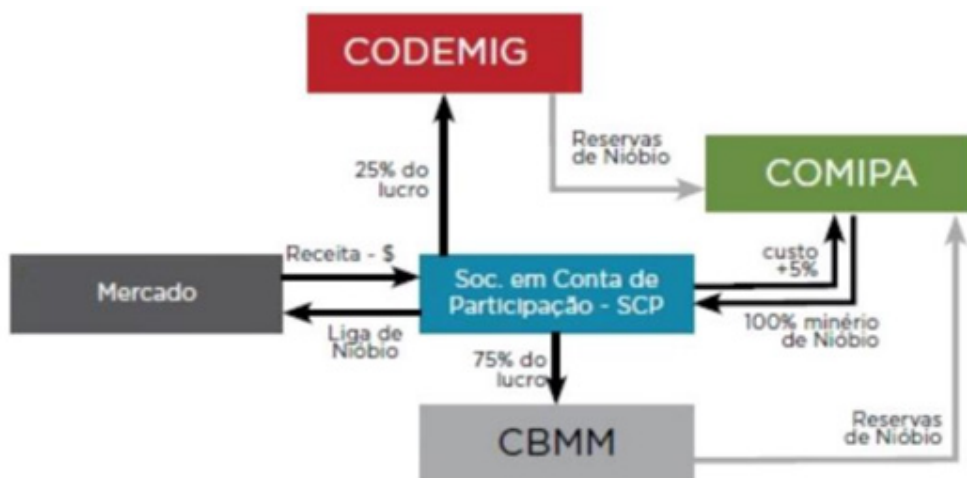 CODEMIG
Reservas
de Nióbio
25% do
lucro
COMIPA
Receita - $
Mercado
Soc. em Conta de
Participação - SCP
custo
+5%
Liga de
Nióbio
100% minério
de Nióbio
75% do
lucro
CBMM
Reservas
de Nióbio